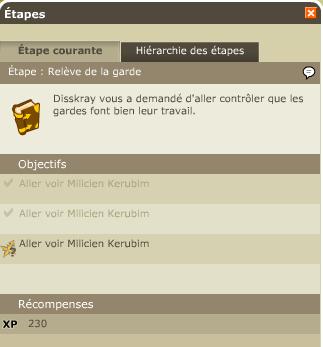 Étapes
Étape courante
Hiérarchie des étapes
Étape : Relève de la garde
Disskray vous a demandé d'aller contrôler que les
gardes font bien leur travail.
Objectifs
Aller voir Milicien Kerubim
Aller voir Milicien Kerubim
Aller voir Milicien Kerubim
Récompenses
XP 230